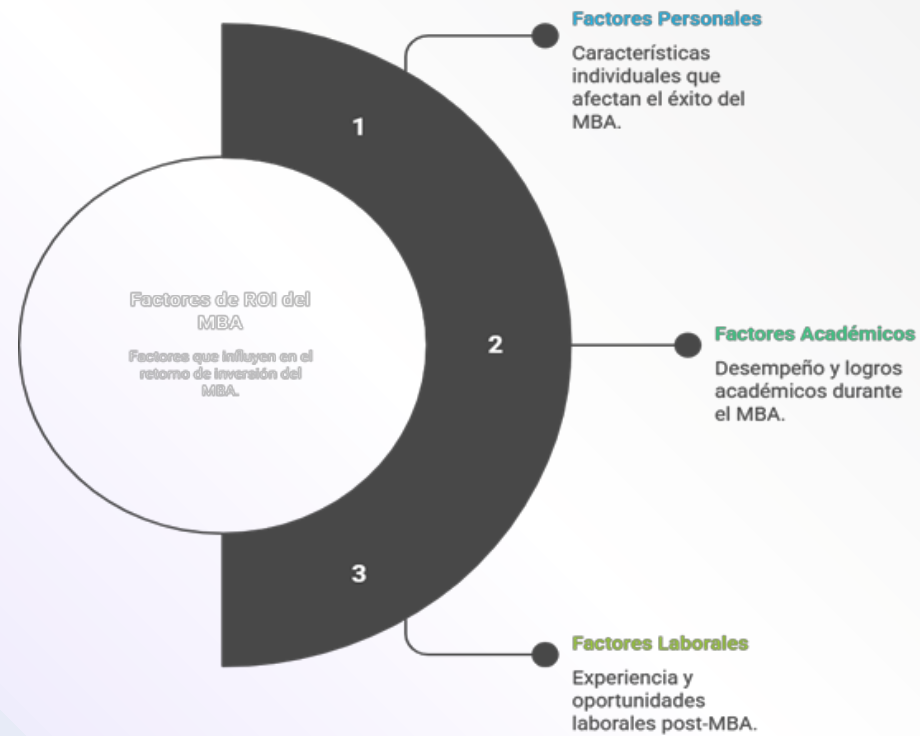 Factores Personales
Características
individuales que
afectan el éxito del
MBA.
1
Factores de ROI del
MBA
Factores que influyen en el
retorno de inversión del
MBA.
2
Factores Académicos
Desempeño y logros
académicos durante
el MBA.
3
Factores Laborales
Experiencia y
oportunidades
laborales post-MBA.